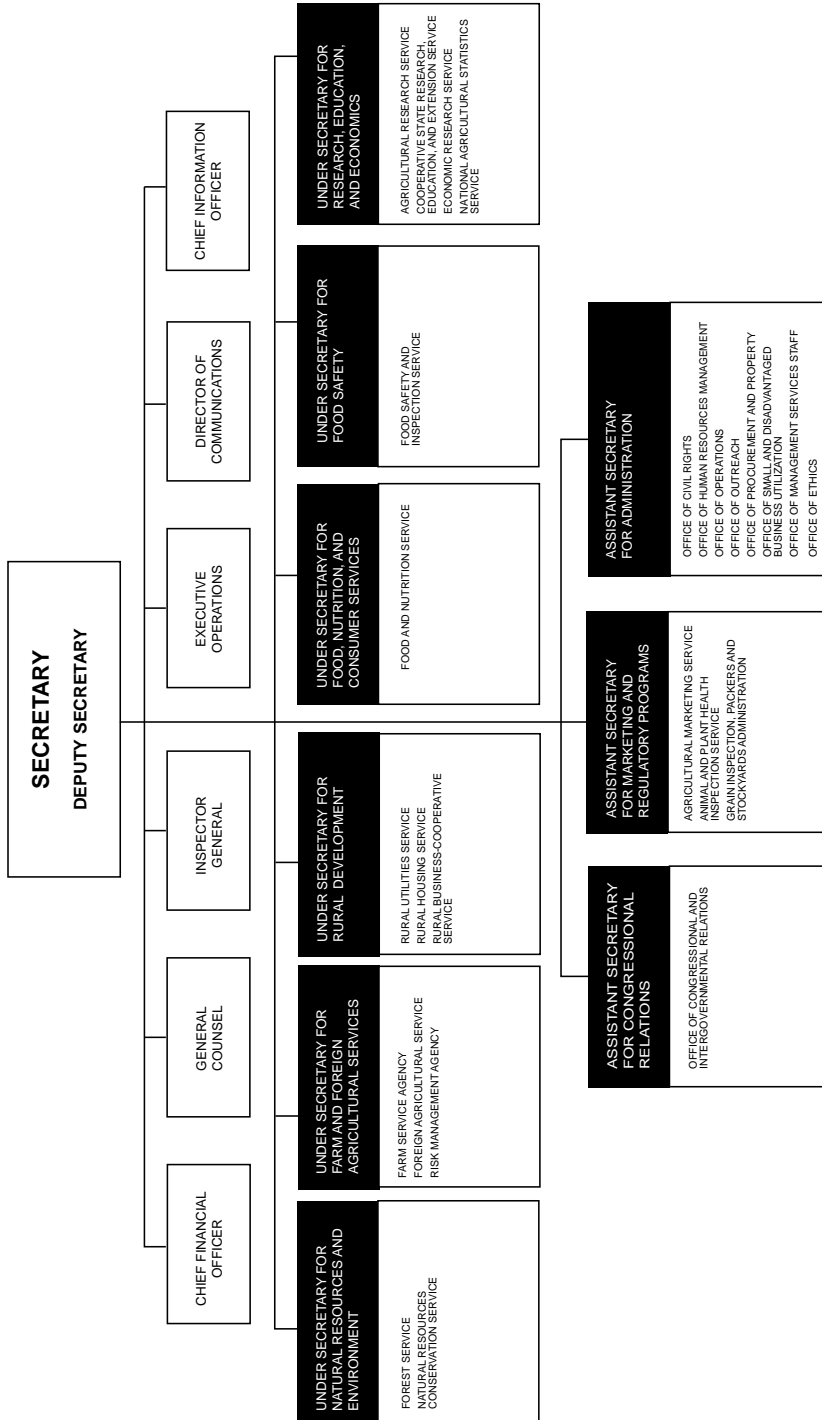 SECRETARY
DEPUTY SECRETARY
CHIEF FINANCIAL
OFFICER
GENERAL
COUNSEL
INSPECTOR
GENERAL
EXECUTIVE
OPERATIONS
DIRECTOR OF
COMMUNICATIONS
CHIEF INFORMATION
OFFICER
UNDER SECRETARY FOR
NATURAL RESOURCES AND
ENVIRONMENT
FOREST SERVICE
NATURAL RESOURCES
CONSERVATION SERVICE
UNDER SECRETARY FOR
FARM AND FOREIGN
AGRICULTURAL SERVICES
FARM SERVICE AGENCY
FOREIGN AGRICULTURAL SERVICE
RISK MANAGEMENT AGENCY
UNDER SECRETARY FOR
RURAL DEVELOPMENT
RURAL UTILITIES SERVICE
RURAL HOUSING SERVICE
RURAL BUSINESS-COOPERATIVE
SERVICE
UNDER SECRETARY FOR
FOOD, NUTRITION, AND
CONSUMER SERVICES
FOOD AND NUTRITION SERVICE
UNDER SECRETARY FOR
FOOD SAFETY
FOOD SAFETY AND
INSPECTION SERVICE
UNDER SECRETARY FOR
RESEARCH, EDUCATION,
AND ECONOMICS
AGRICULTURAL RESEARCH SERVICE
COOPERATIVE STATE RESEARCH,
EDUCATION, AND EXTENSION SERVICE
ECONOMIC RESEARCH SERVICE
NATIONAL AGRICULTURAL STATISTICS
SERVICE
ASSISTANT SECRETARY
FOR CONGRESSIONAL
RELATIONS
OFFICE OF CONGRESSIONAL AND
INTERGOVERNMENTAL RELATIONS
ASSISTANT SECRETARY
FOR MARKETING AND
REGULATORY PROGRAMS
AGRICULTURAL MARKETING SERVICE
ANIMAL AND PLANT HEALTH
INSPECTION SERVICE
GRAIN INSPECTION, PACKERS AND
STOCKYARDS ADMINISTRATION
ASSISTANT SECRETARY
FOR ADMINISTRATION
OFFICE OF CIVIL RIGHTS
OFFICE OF HUMAN RESOURCES MANAGEMENT
OFFICE OF OPERATIONS
OFFICE OF OUTREACH
OFFICE OF PROCUREMENT AND PROPERTY
OFFICE OF SMALL AND DISADVANTAGED
BUSINESS UTILIZATION
OFFICE OF MANAGEMENT SERVICES STAFF
OFFICE OF ETHICS